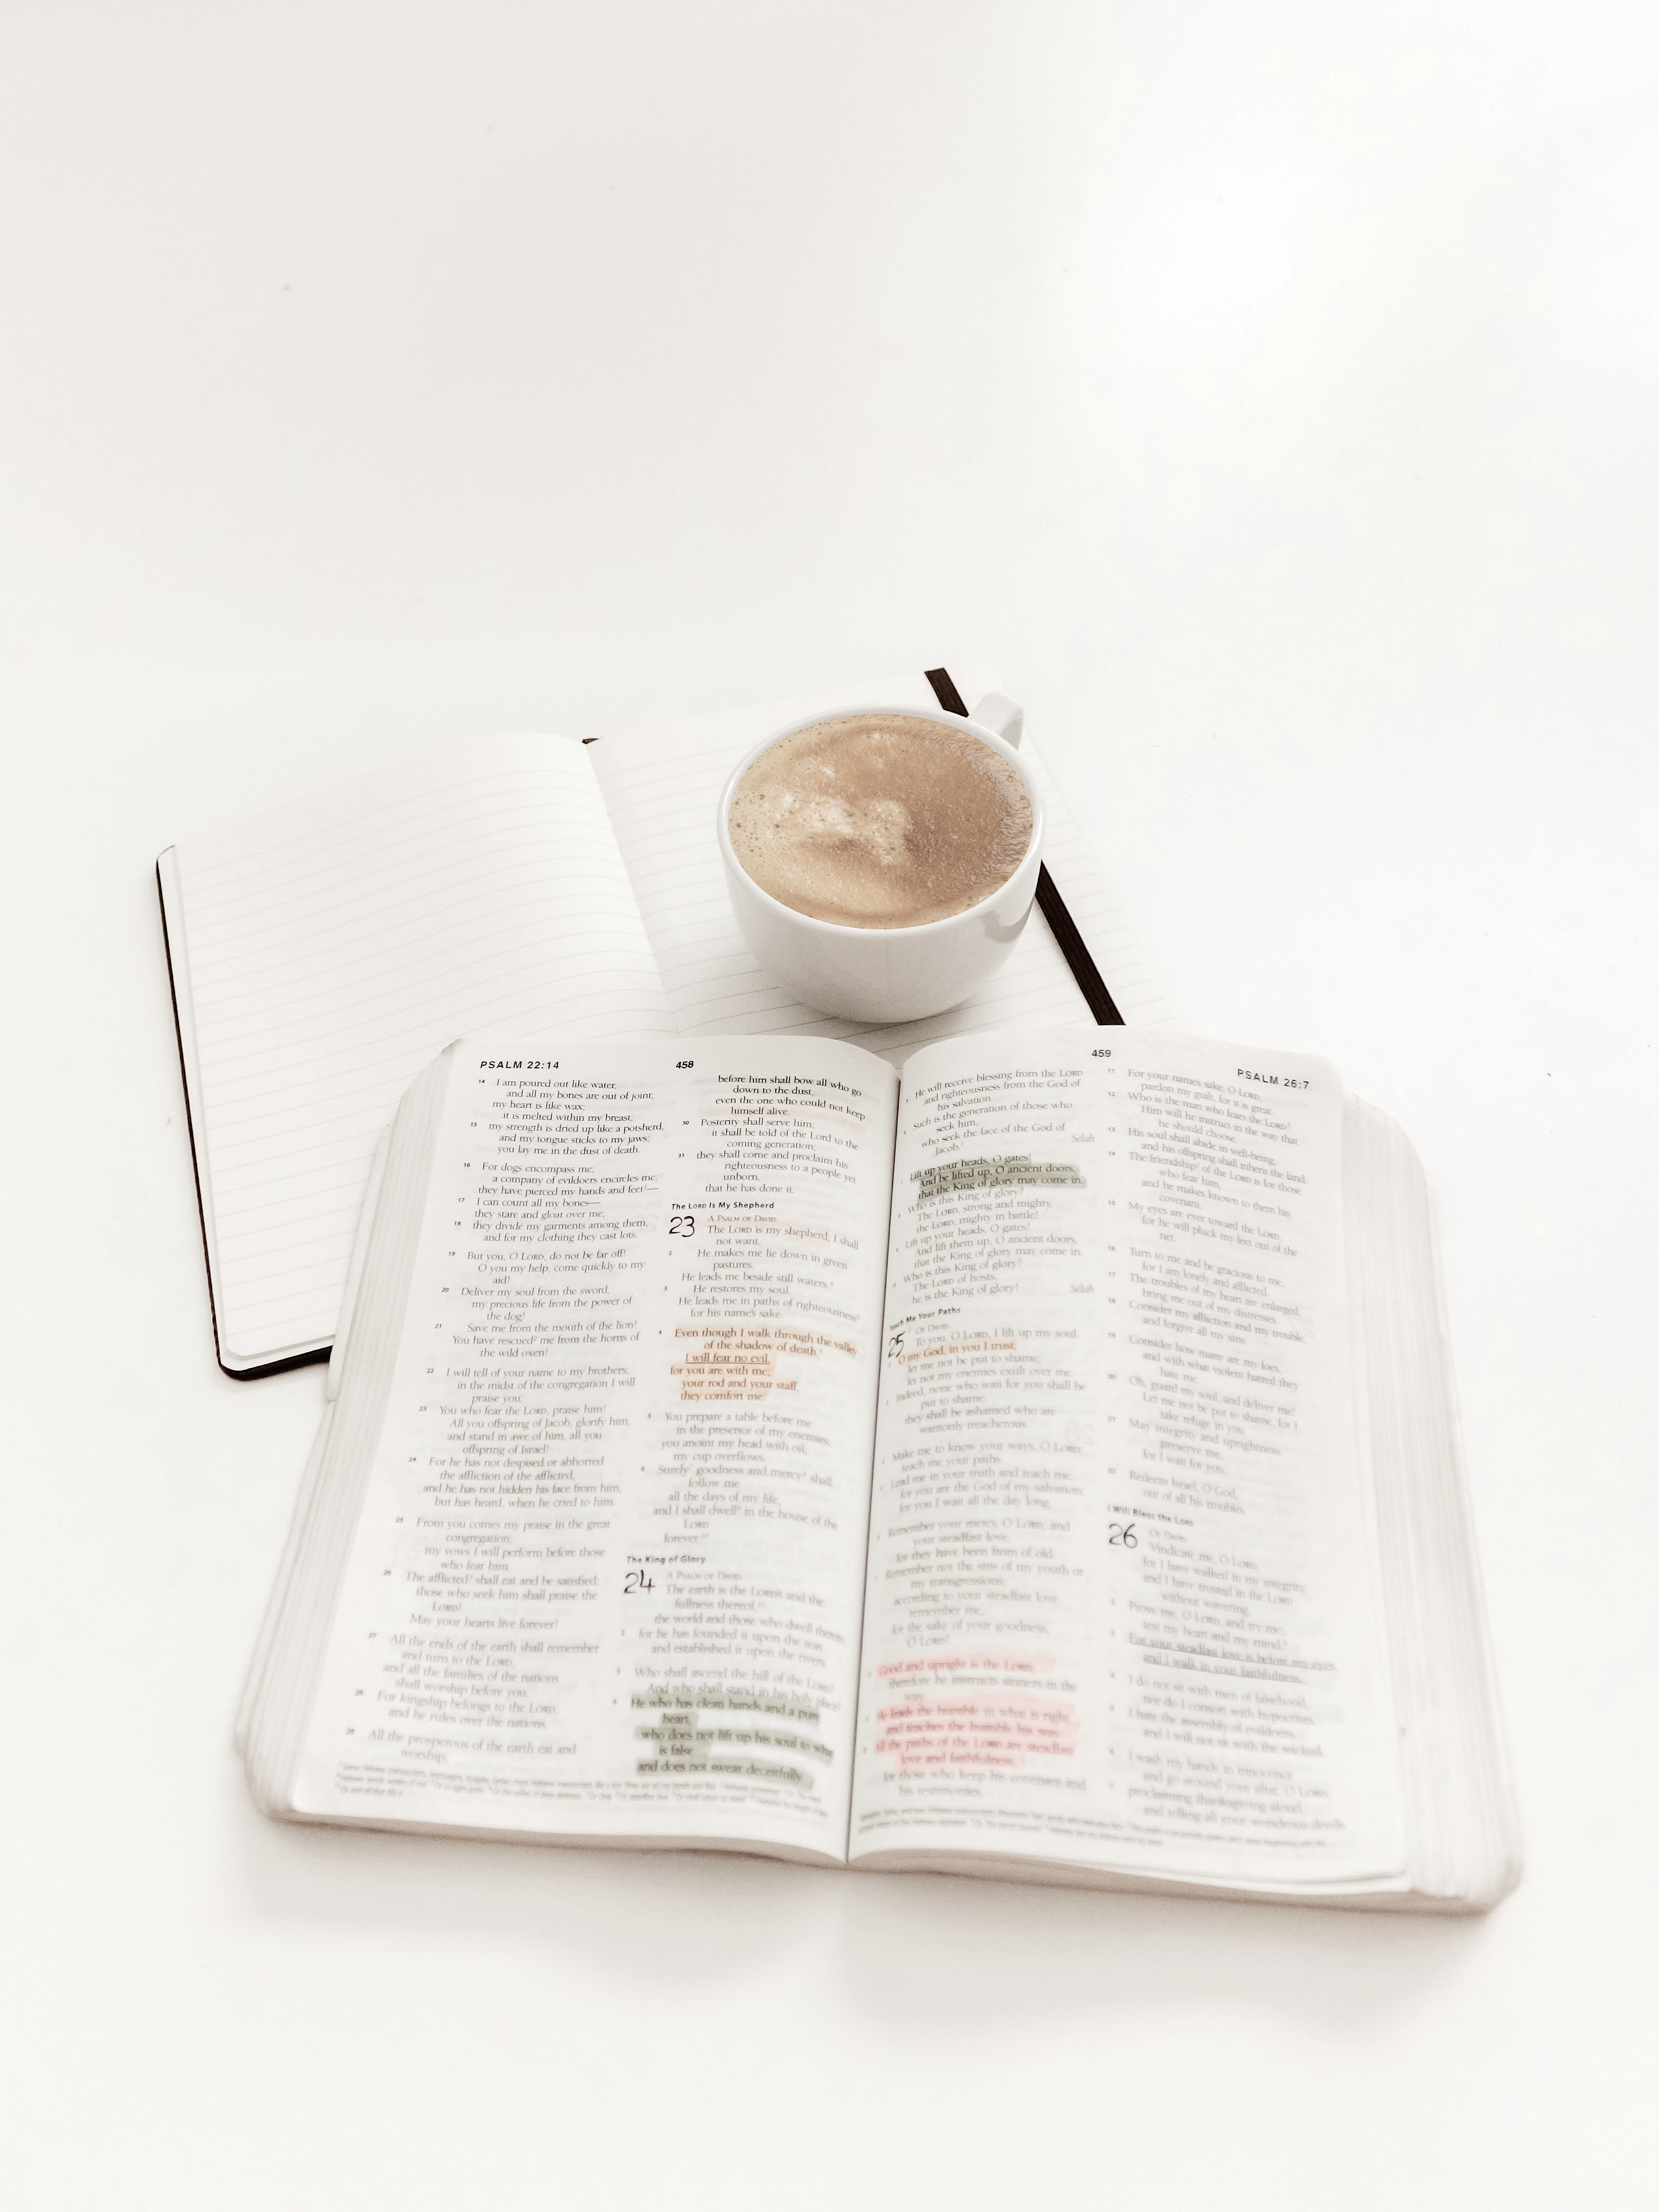 PSALM 22:14
458
14 I am poured out like water,
and all my bones are out of joint;
my heart is like wax;
it is melted within my breast;
15 my strength is dried up like a potsherd,
and my tongue sticks to my jaws;
you lay me in the dust of death.
16 For dogs encompass me;
a company of evildoers encircles me;
they have pierced my hands and feet—
17 I can count all my bones—
they stare and gloat over me;
18 they divide my garments among them,
and for my clothing they cast lots.
19 But you, O LORD, do not be far off!
O you my help, come quickly to my
aid!
20 Deliver my soul from the sword,
my precious life from the power of
the dog!
21 Save me from the mouth of the lion!
You have rescued me from the horns of
the wild oxen!
22 I will tell of your name to my brothers;
in the midst of the congregation I will
praise you:
23 You who fear the LORD, praise him!
All you offspring of Jacob, glorify him,
and stand in awe of him, all you
offspring of Israel!
24 For he has not despised or abhorred
the affliction of the afflicted,
and he has not hidden his face from him,
but has heard, when he cried to him.
25 From you comes my praise in the great
congregation;
my vows I will perform before those
who fear him.
26 The afflicted shall eat and be satisfied;
those who seek him shall praise the
LORD!
May your hearts live forever!
27 All the ends of the earth shall remember
and turn to the LORD,
and all the families of the nations
shall worship before you.
28 For kingship belongs to the LORD,
and he rules over the nations.
29 All the prosperous of the earth eat and
worship;
before him shall bow all who go
down to the dust,
even the one who could not keep
himself alive.
30 Posterity shall serve him;
it shall be told of the Lord to the
coming generation;
31 they shall come and proclaim his
righteousness to a people yet
unborn,
that he has done it.
The LORD Is My Shepherd
23 A PSALM OF DAVID.
The LORD is my shepherd; I shall
not want.
2 He makes me lie down in green
pastures.
He leads me beside still waters.
3 He restores my soul.
He leads me in paths of righteousness
for his name's sake.
4 Even though I walk through the valley
of the shadow of death,
I will fear no evil,
for you are with me;
your rod and your staff,
they comfort me.
5 You prepare a table before me
in the presence of my enemies;
you anoint my head with oil;
my cup overflows.
6 Surely goodness and mercy shall
follow me
all the days of my life,
and I shall dwell in the house of the
LORD
forever.
The King of Glory
24 A PSALM OF DAVID.
The earth is the LORD's and the
fullness thereof,
the world and those who dwell therein,
2 for he has founded it upon the seas
and established it upon the rivers.
3 Who shall ascend the hill of the LORD?
And who shall stand in his holy place?
4 He who has clean hands and a pure
heart,
who does not lift up his soul to what
is false
and does not swear deceitfully.
459
PSALM 26:7
He will receive blessing from the LORD
and righteousness from the God of
his salvation.
Such is the generation of those who
seek him,
who seek the face of the God of
Jacob.
Selah
Lift up your heads, O gates!
And be lifted up, O ancient doors,
that the King of glory may come in.
Who is this King of glory?
The LORD, strong and mighty,
the LORD, mighty in battle!
Lift up your heads, O gates!
And lift them up, O ancient doors,
that the King of glory may come in.
Who is this King of glory?
The LORD of hosts,
he is the King of glory!
Selah
Teach Me Your Paths
25 OF DAVID.
To you, O LORD, I lift up my soul.
2 O my God, in you I trust;
let me not be put to shame;
let not my enemies exult over me.
Indeed, none who wait for you shall be
put to shame;
they shall be ashamed who are
wantonly treacherous.
Make me to know your ways, O LORD;
teach me your paths.
Lead me in your truth and teach me,
for you are the God of my salvation;
for you I wait all the day long.
Remember your mercy, O LORD, and
your steadfast love,
for they have been from of old.
Remember not the sins of my youth or
my transgressions;
according to your steadfast love
remember me,
for the sake of your goodness,
O LORD!
Good and upright is the LORD;
therefore he instructs sinners in the
way.
He leads the humble in what is right,
and teaches the humble his way.
All the paths of the LORD are steadfast
love and faithfulness,
for those who keep his covenant and
his testimonies.
11 For your name's sake, O LORD,
pardon my guilt, for it is great.
12 Who is the man who fears the LORD?
Him will he instruct in the way that
he should choose.
13 His soul shall abide in well-being,
and his offspring shall inherit the land.
14 The friendship of the LORD is for those
who fear him,
and he makes known to them his
covenant.
15 My eyes are ever toward the LORD,
for he will pluck my feet out of the
net.
16 Turn to me and be gracious to me,
for I am lonely and afflicted.
17 The troubles of my heart are enlarged;
bring me out of my distresses.
18 Consider my affliction and my trouble,
and forgive all my sins.
19 Consider how many are my foes,
and with what violent hatred they
hate me.
20 Oh, guard my soul, and deliver me!
Let me not be put to shame, for I
take refuge in you.
21 May integrity and uprightness
preserve me,
for I wait for you.
22 Redeem Israel, O God,
out of all his troubles.
I Will Bless the LORD
26 OF DAVID.
Vindicate me, O LORD,
for I have walked in my integrity,
and I have trusted in the LORD
without wavering.
2 Prove me, O LORD, and try me;
test my heart and my mind.
3 For your steadfast love is before my eyes,
and I walk in your faithfulness.
4 I do not sit with men of falsehood,
nor do I consort with hypocrites.
5 I hate the assembly of evildoers,
and I will not sit with the wicked.
6 I wash my hands in innocence
and go around your altar, O LORD,
7 proclaiming thanksgiving aloud,
and telling all your wondrous deeds.